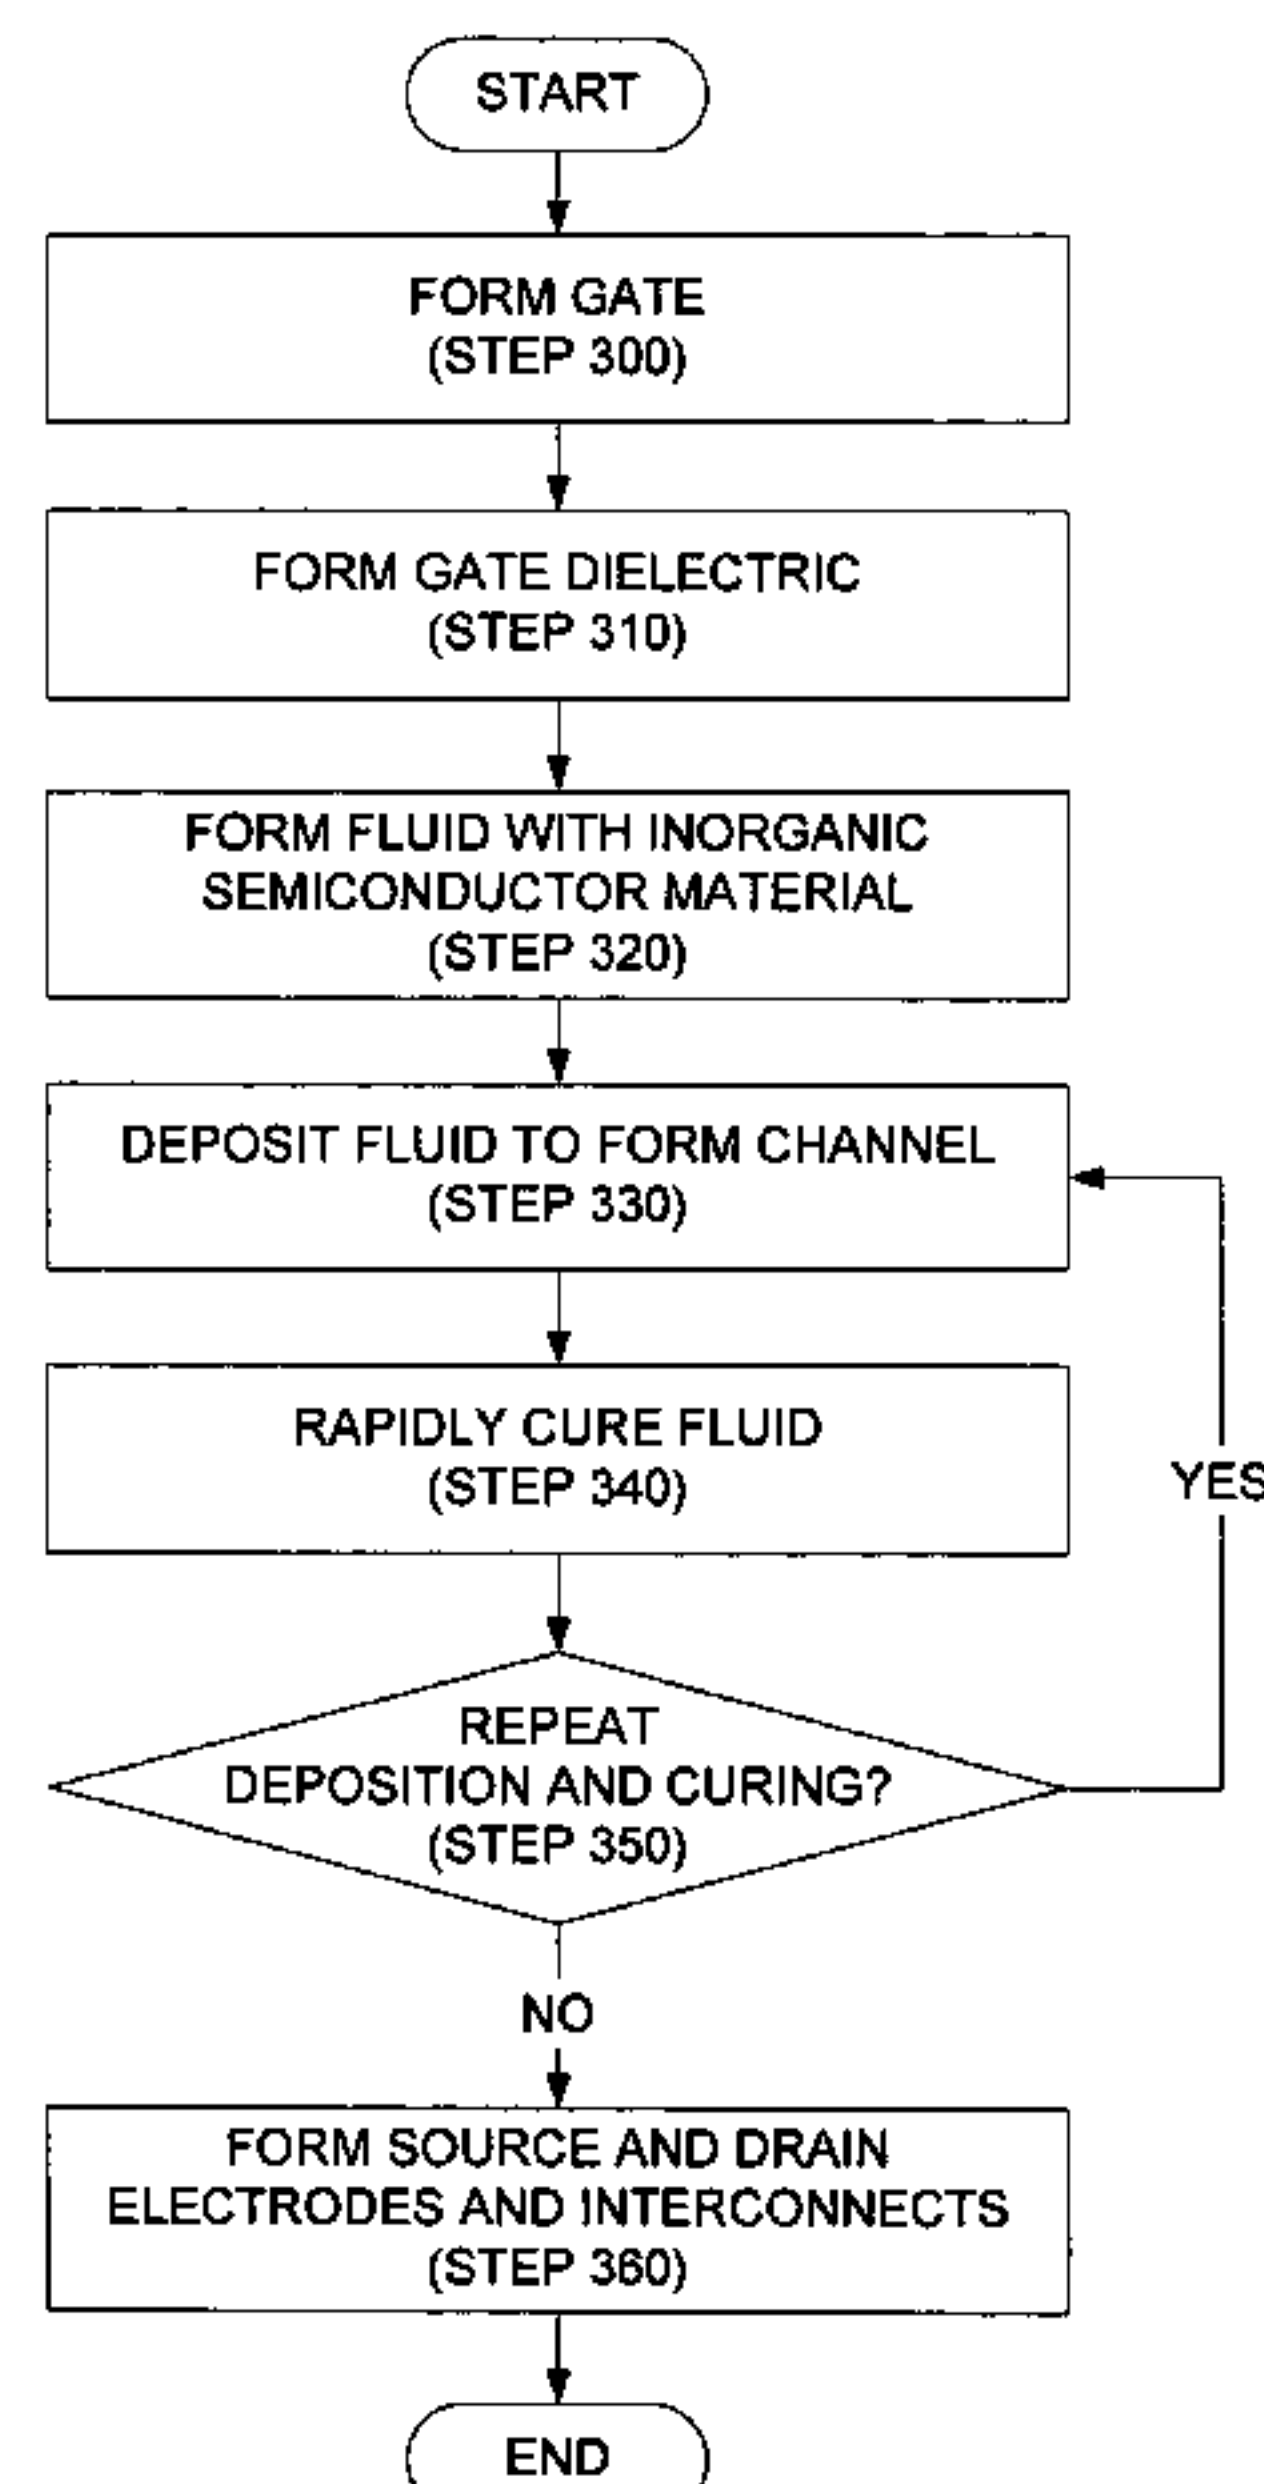 START
FORM GATE
(STEP 300)
FORM GATE DIELECTRIC
(STEP 310)
FORM FLUID WITH INORGANIC
SEMICONDUCTOR MATERIAL
(STEP 320)
DEPOSIT FLUID TO FORM CHANNEL
(STEP 330)
RAPIDLY CURE FLUID
(STEP 340)
YES
REPEAT
DEPOSITION AND CURING?
(STEP 350)
NO
FORM SOURCE AND DRAIN
ELECTRODES AND INTERCONNECTS
(STEP 360)
END